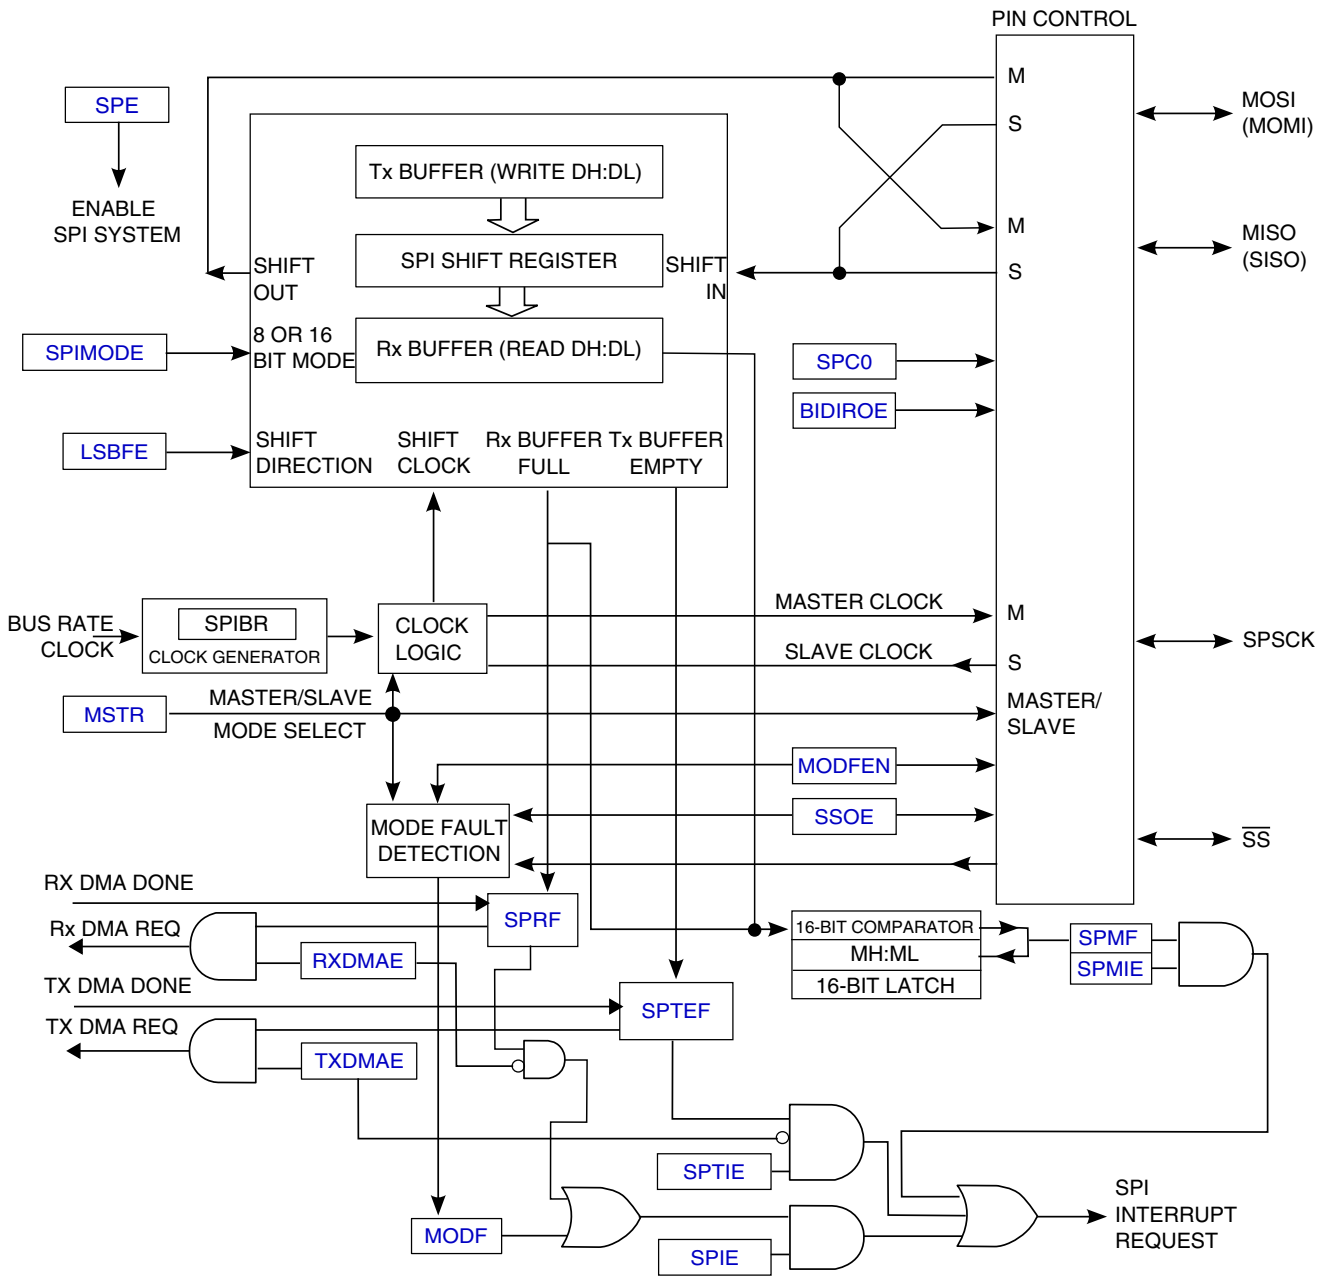 PIN CONTROL
M
SPE
MOSI
(MOMI)
S
Tx BUFFER (WRITE DH:DL)
ENABLE
SPI SYSTEM
M
MISO
(SISO)
SPI SHIFT REGISTER
SHIFT
OUT
SHIFT
IN
S
8 OR 16
BIT MODE
SPIMODE
Rx BUFFER (READ DH:DL)
SPC0
BIDIROE
LSBFE
SHIFT
DIRECTION
SHIFT
CLOCK
Rx BUFFER
FULL
Tx BUFFER
EMPTY
BUS RATE
CLOCK
SPIBR
CLOCK GENERATOR
CLOCK
LOGIC
MASTER CLOCK
M
SLAVE CLOCK
S
SPSCK
MSTR
MASTER/SLAVE
MODE SELECT
MASTER/
SLAVE
MODFEN
SSOE
MODE FAULT
DETECTION
SS
RX DMA DONE
SPRF
Rx DMA REQ
RXDMAE
16-BIT COMPARATOR
MH:ML
16-BIT LATCH
SPMF
SPMIE
TX DMA DONE
SPTEF
TX DMA REQ
TXDMAE
SPTIE
MODF
SPIE
SPI
INTERRUPT
REQUEST